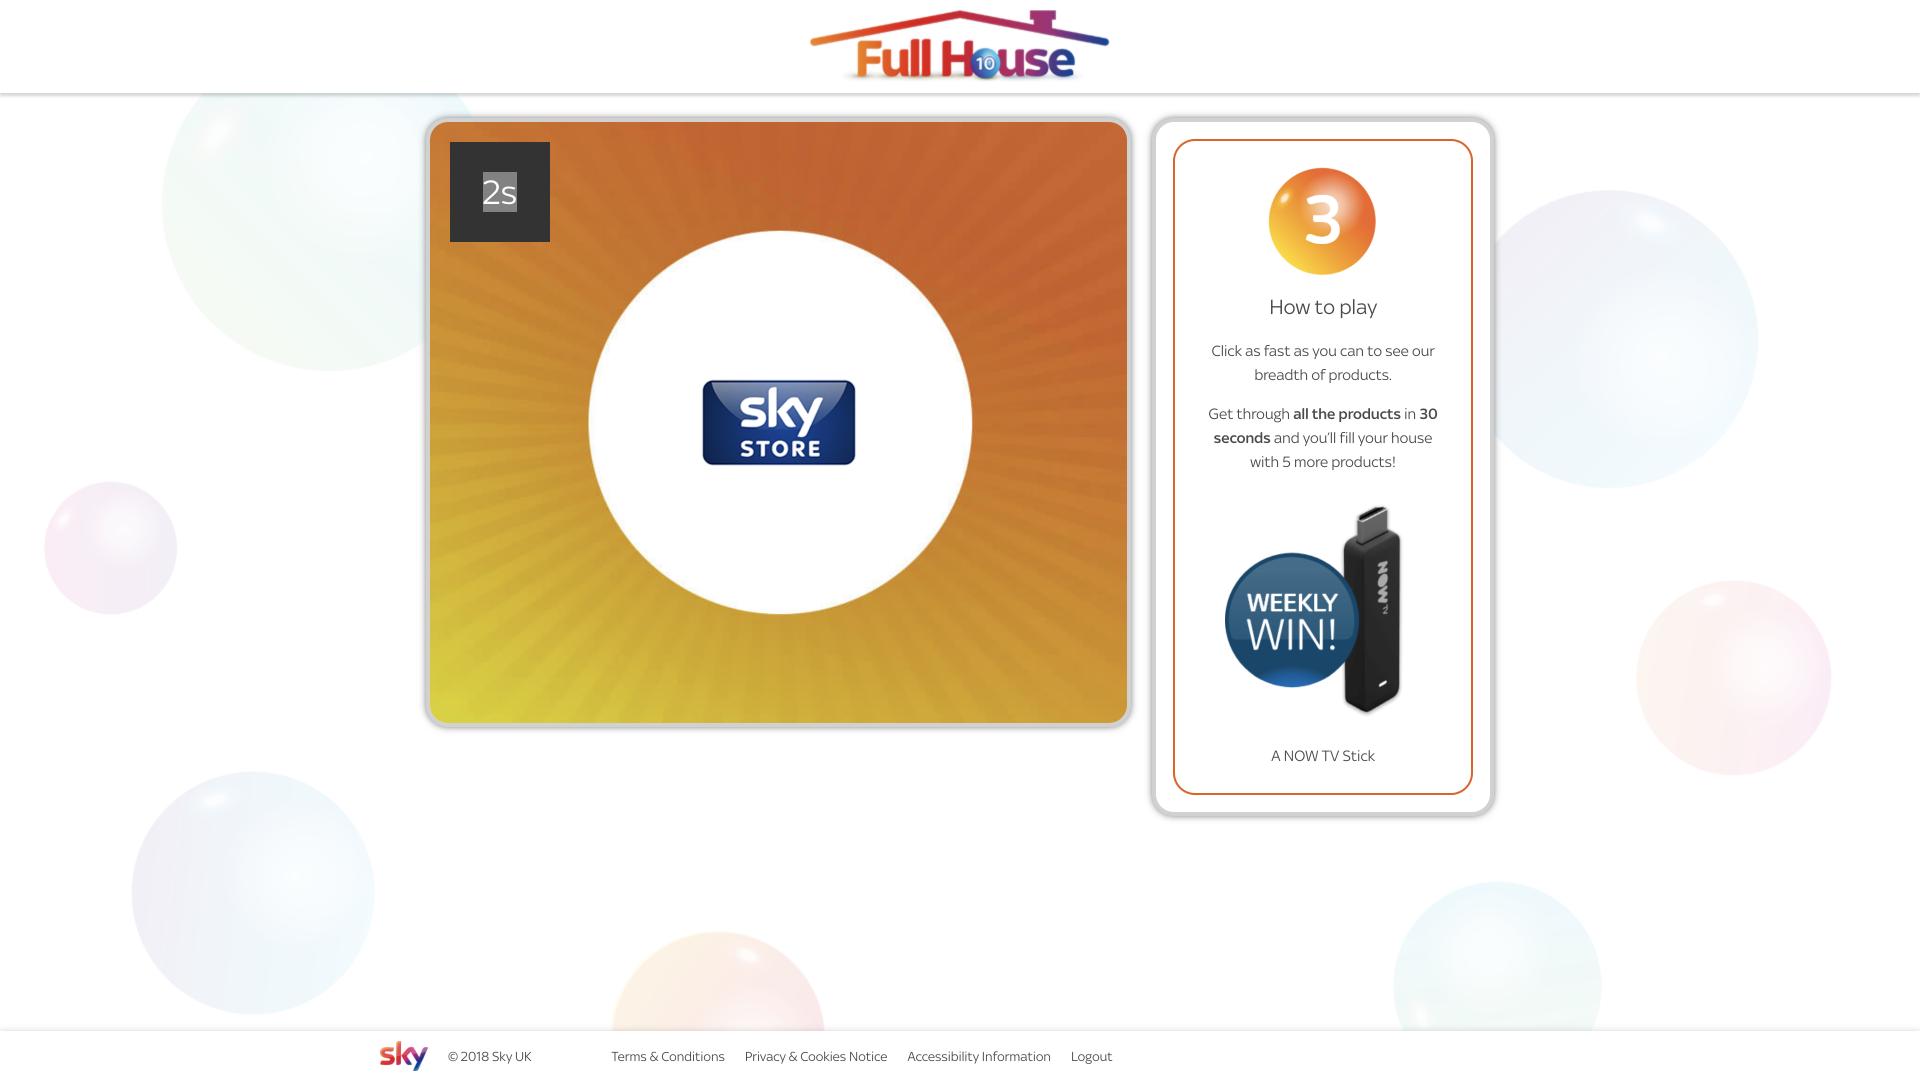 Full House
10
2s
sky
STORE
3
How to play
Click as fast as you can to see our
breadth of products.
Get through all the products in 30
seconds and you'll fill your house
with 5 more products!
WEEKLY
WIN!
NOW TV
A NOW TV Stick
sky
© 2018 Sky UK
Terms & Conditions
Privacy & Cookies Notice
Accessibility Information
Logout